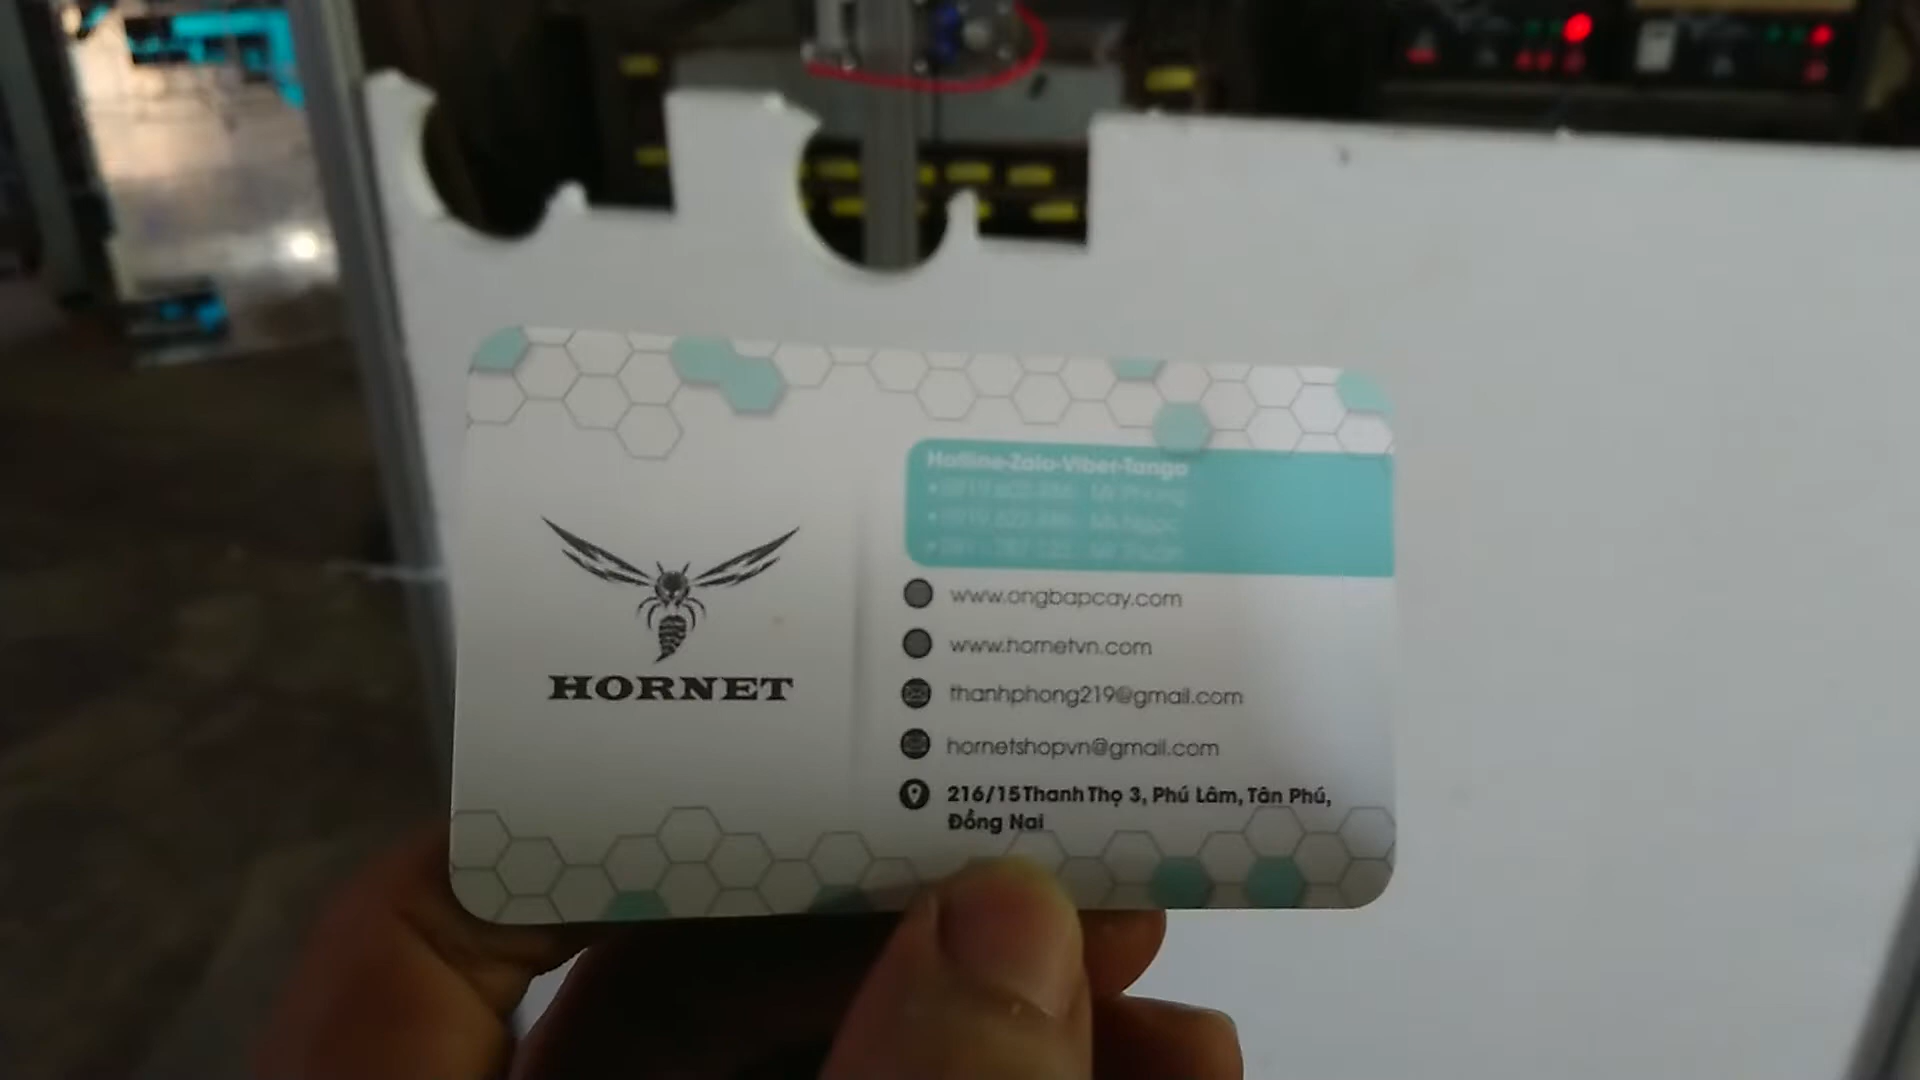 HORNET
Hotline-Zalo-Viber-Tango
www.ongbapcay.com
www.hornetvn.com
thanhphong219@gmail.com
hornetshopvn@gmail.com
216/15 Thanh Thọ 3, Phú Lâm, Tân Phú,
Đồng Nai